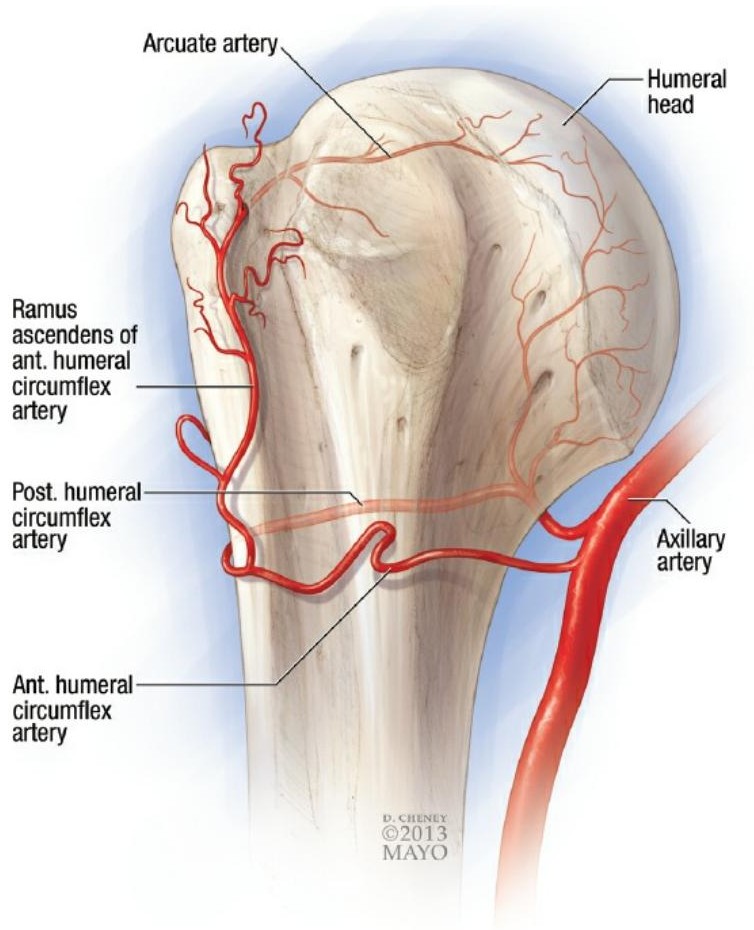 Arcuate artery
Humeral
head
Ramus
ascendens of
ant. humeral
circumflex
artery
Post. humeral
circumflex
artery
Axillary
artery
Ant. humeral
circumflex
artery
D. CHENEY
©2013
MAYO